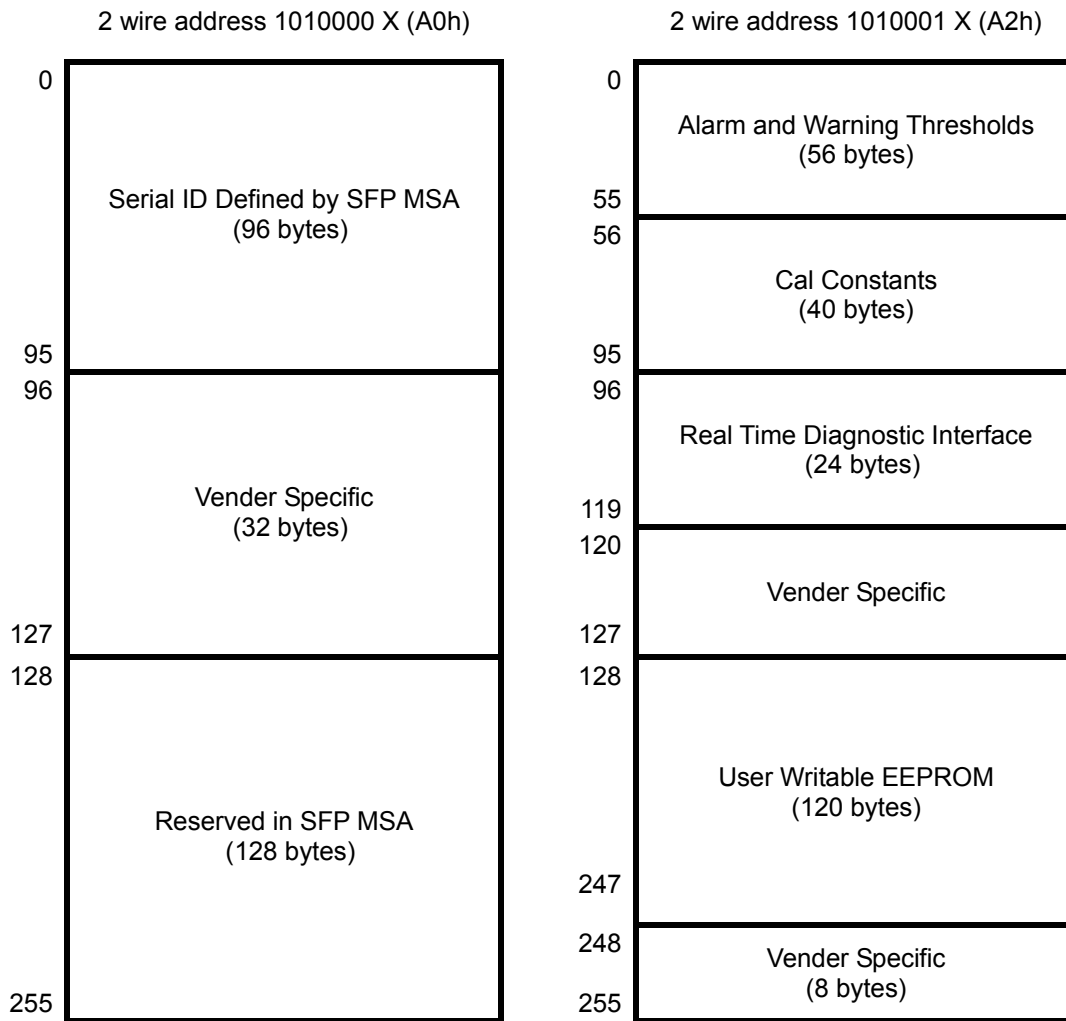 2 wire address 1010000 X (A0h)
0
Serial ID Defined by SFP MSA
(96 bytes)
95
96
Vender Specific
(32 bytes)
127
128
Reserved in SFP MSA
(128 bytes)
255
2 wire address 1010001 X (A2h)
0
Alarm and Warning Thresholds
(56 bytes)
55
56
Cal Constants
(40 bytes)
95
96
Real Time Diagnostic Interface
(24 bytes)
119
120
Vender Specific
127
128
User Writable EEPROM
(120 bytes)
247
248
Vender Specific
(8 bytes)
255